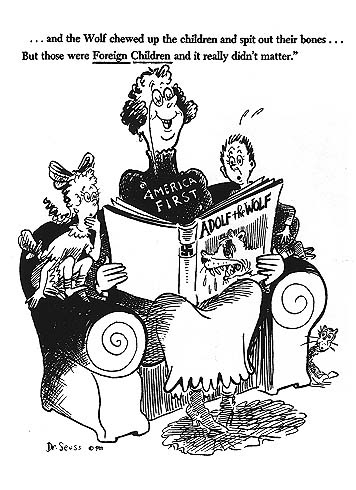 ... and the Wolf chewed up the children and spit out their bones ...
But those were Foreign Children and it really didn't matter."
AMERICA
FIRST
ADOLF the WOLF
Dr. Seuss